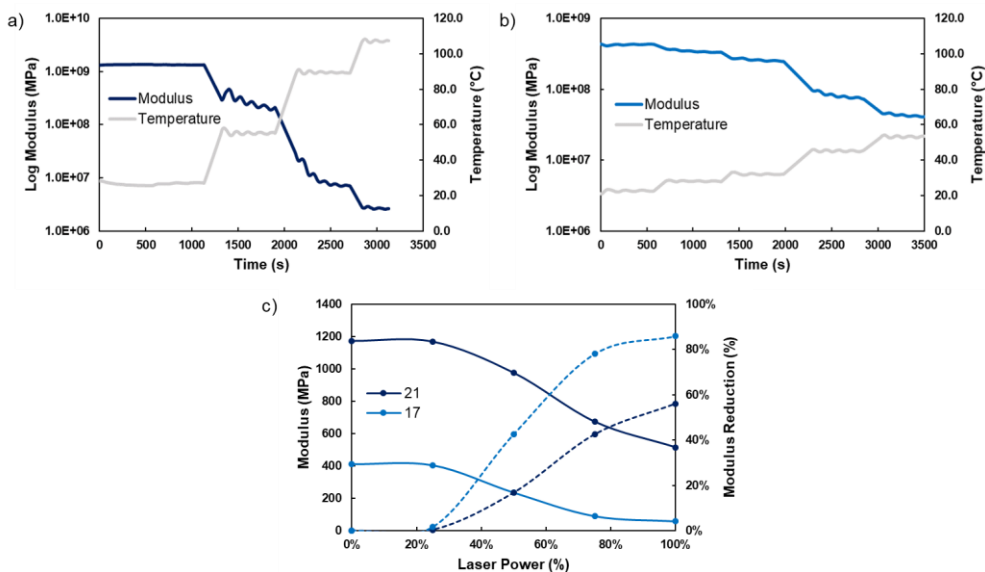 a)
1.0E+10
1.0E+09
1.0E+08
1.0E+07
1.0E+06
Log Modulus (MPa)
Modulus
Temperature
120.0
100.0
80.0
60.0
40.0
20.0
0.0
Temperature (°C)
0 500 1000 1500 2000 2500 3000 3500
Time (s)
b)
1.0E+09
1.0E+08
1.0E+07
1.0E+06
Log Modulus (MPa)
Modulus
Temperature
120.0
100.0
80.0
60.0
40.0
20.0
0.0
Temperature (°C)
0 500 1000 1500 2000 2500 3000 3500
Time (s)
c)
1400
1200
1000
800
600
400
200
0
Modulus (MPa)
21
17
100%
80%
60%
40%
20%
0%
Modulus Reduction (%)
0% 20% 40% 60% 80% 100%
Laser Power (%)